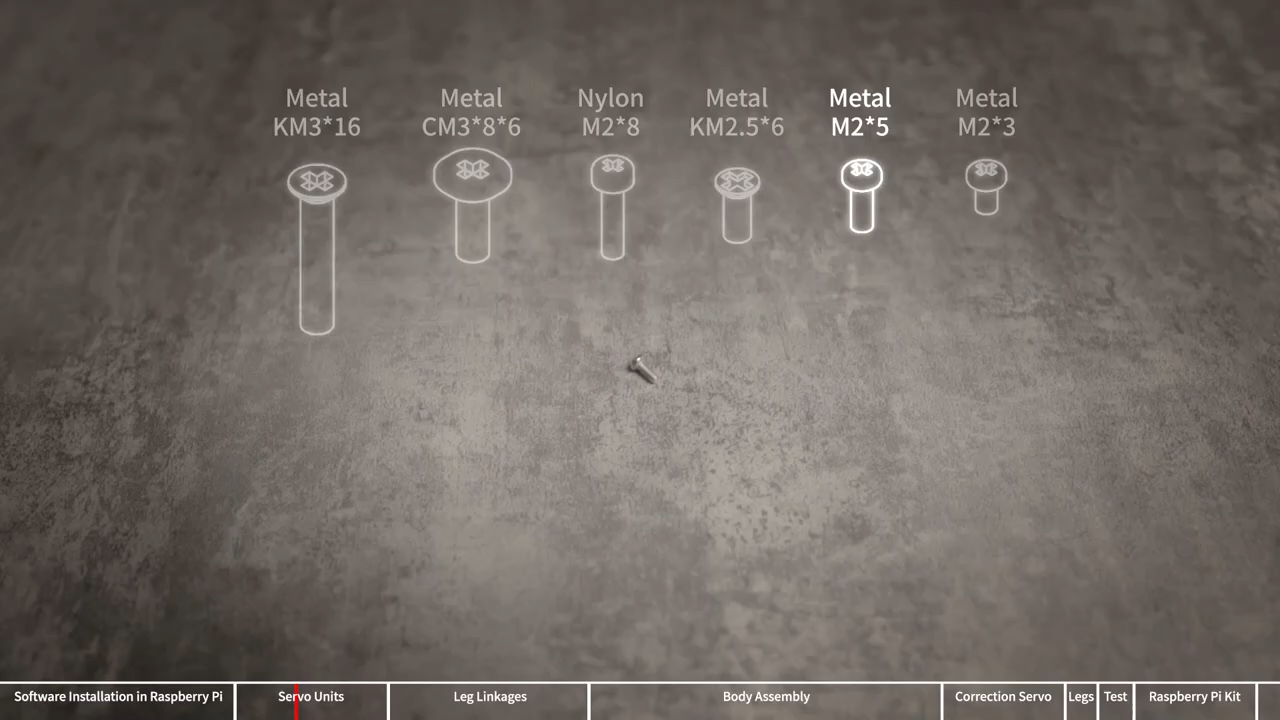 Metal
KM3*16
Metal
CM3*8*6
Nylon
M2*8
Metal
KM2.5*6
Metal
M2*5
Metal
M2*3
Software Installation in Raspberry Pi
Servo Units
Leg Linkages
Body Assembly
Correction Servo
Legs
Test
Raspberry Pi Kit